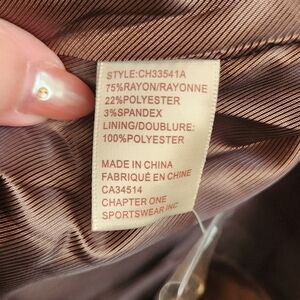 STYLE:CH33541A
75%RAYON/RAYONNE
22%POLYESTER
3%SPANDEX
LINING/DOUBLURE:
100%POLYESTER
MADE IN CHINA
FABRIQUÉ EN CHINE
CA34514
CHAPTER ONE
SPORTSWEAR INC